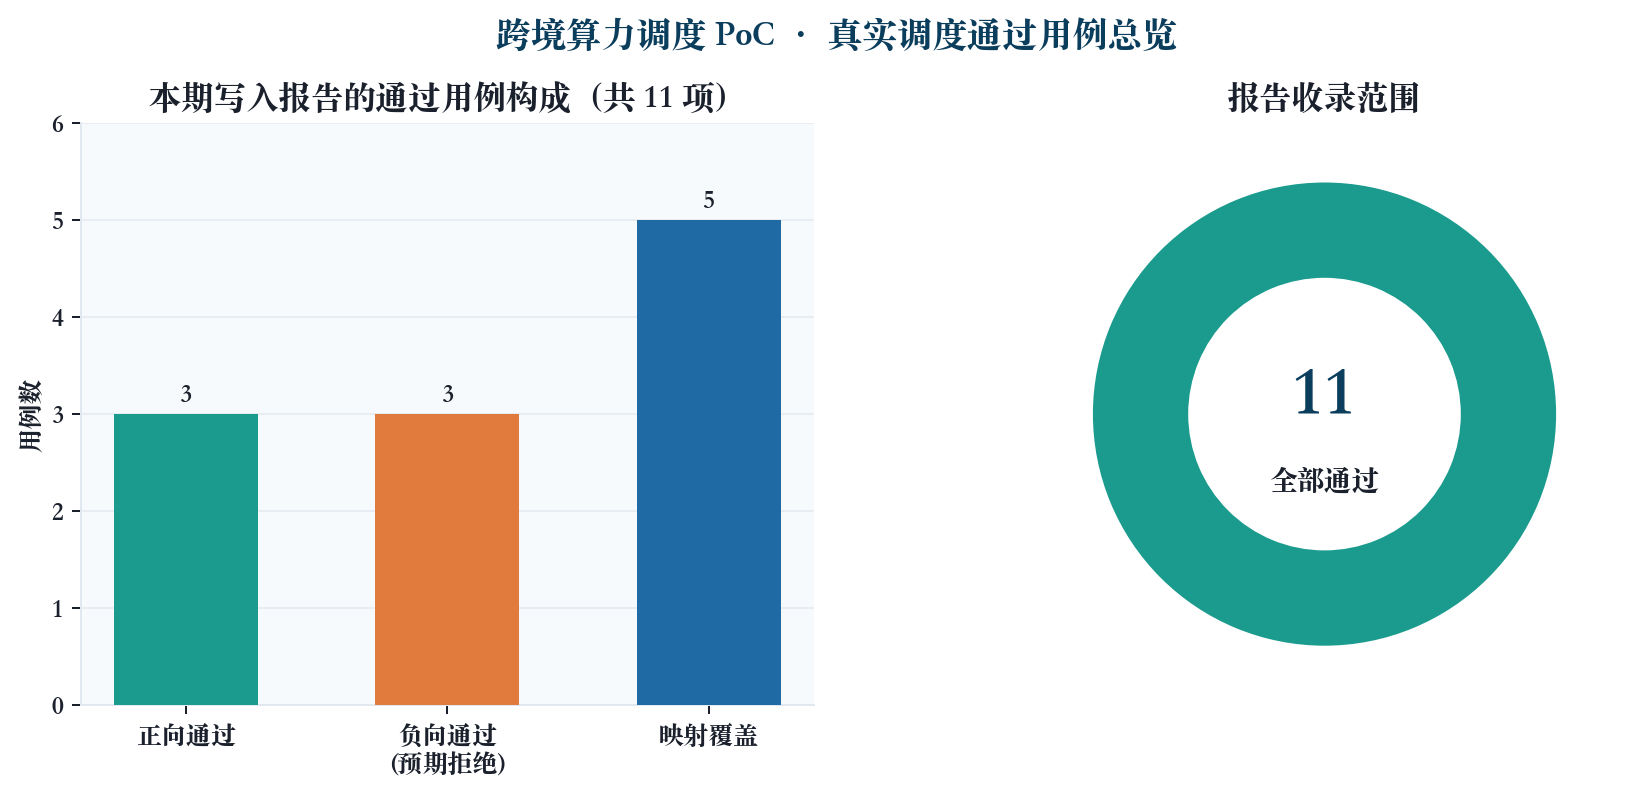 跨境算力调度 PoC · 真实调度通过用例总览
本期写入报告的通过用例构成（共 11 项）
用例数
6
5
4
3
2
1
0
3
3
5
正向通过
负向通过
(预期拒绝)
映射覆盖
报告收录范围
11
全部通过